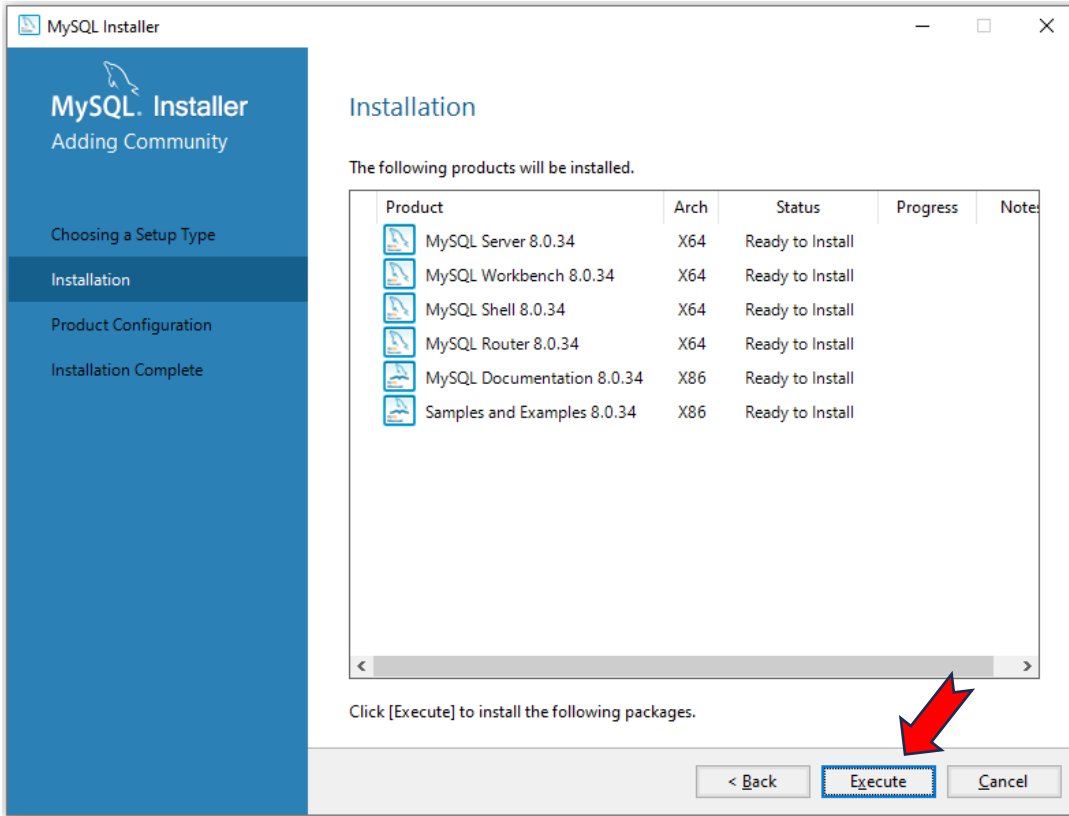 MySQL Installer
MySQL. Installer
Adding Community
Choosing a Setup Type
Installation
Product Configuration
Installation Complete
Installation
The following products will be installed.
Product Arch Status Progress Notes
MySQL Server 8.0.34 X64 Ready to Install
MySQL Workbench 8.0.34 X64 Ready to Install
MySQL Shell 8.0.34 X64 Ready to Install
MySQL Router 8.0.34 X64 Ready to Install
MySQL Documentation 8.0.34 X86 Ready to Install
Samples and Examples 8.0.34 X86 Ready to Install
Click [Execute] to install the following packages.
< Back Execute Cancel